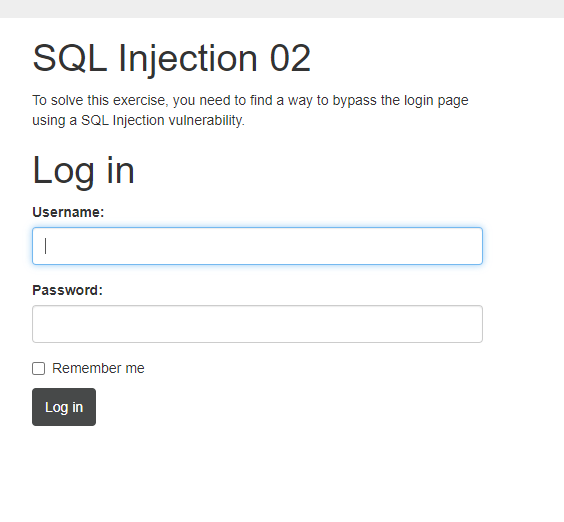 SQL Injection 02
To solve this exercise, you need to find a way to bypass the login page
using a SQL Injection vulnerability.
Log in
Username:
Password:
Remember me
Log in